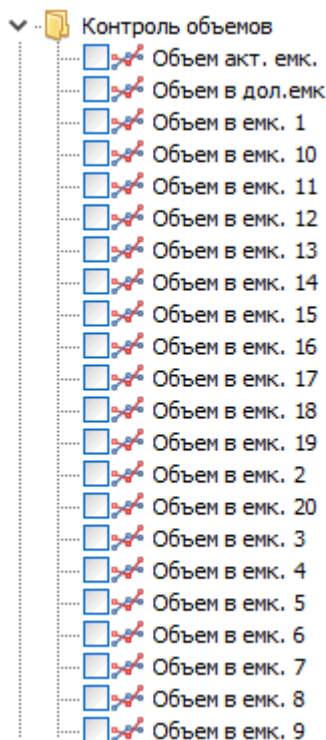 Контроль объемов
Объем акт. емк.
Объем в дол.емк
Объем в емк. 1
Объем в емк. 10
Объем в емк. 11
Объем в емк. 12
Объем в емк. 13
Объем в емк. 14
Объем в емк. 15
Объем в емк. 16
Объем в емк. 17
Объем в емк. 18
Объем в емк. 19
Объем в емк. 2
Объем в емк. 20
Объем в емк. 3
Объем в емк. 4
Объем в емк. 5
Объем в емк. 6
Объем в емк. 7
Объем в емк. 8
Объем в емк. 9